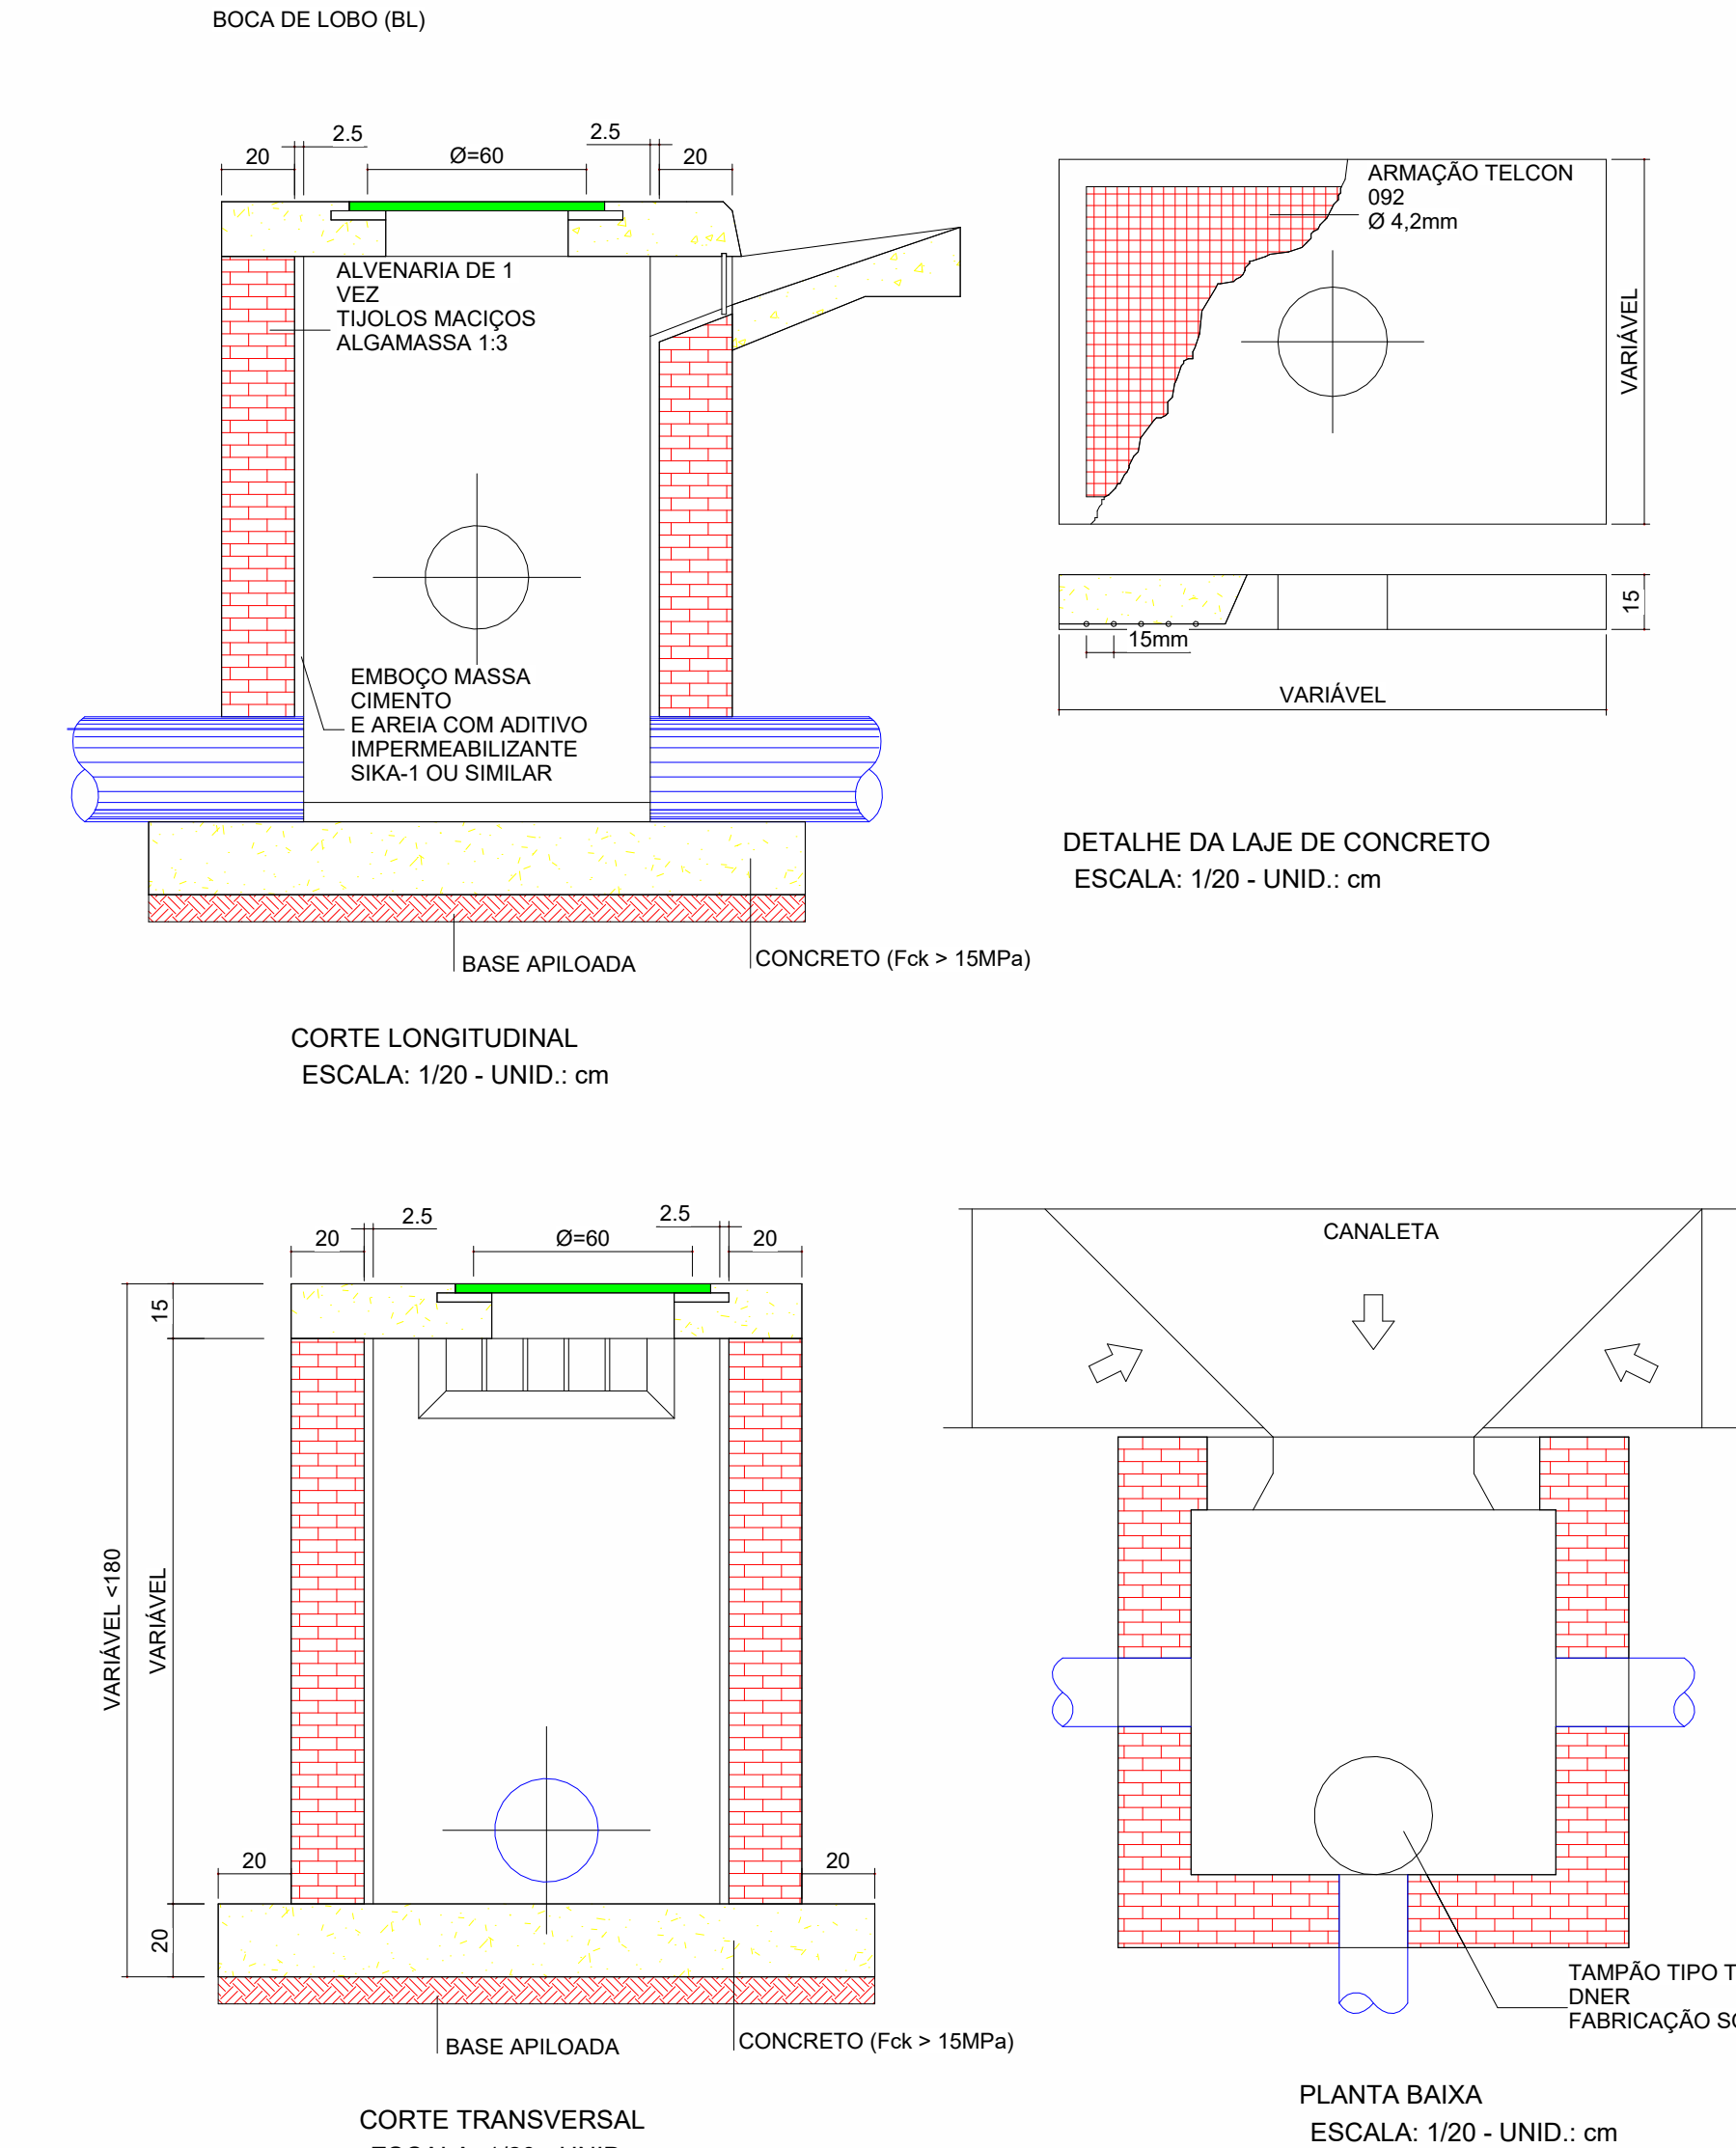 BOCA DE LOBO (BL)
2.5
2.5
20
Ø=60
20
ALVENARIA DE 1
VEZ
TIJOLOS MACIÇOS
ALGAMASSA 1:3
EMBOÇO MASSA
CIMENTO
E AREIA COM ADITIVO
IMPERMEABILIZANTE
SIKA-1 OU SIMILAR
BASE APILOADA
CONCRETO (Fck > 15MPa)
CORTE LONGITUDINAL
ESCALA: 1/20 - UNID.: cm
ARMAÇÃO TELCON
092
Ø 4,2mm
VARIÁVEL
15
15mm
VARIÁVEL
DETALHE DA LAJE DE CONCRETO
ESCALA: 1/20 - UNID.: cm
2.5
2.5
20
Ø=60
20
15
VARIÁVEL <180
VARIÁVEL
20
20
20
BASE APILOADA
CONCRETO (Fck > 15MPa)
CORTE TRANSVERSAL
CANALETA
TAMPÃO TIPO T
DNER
FABRICAÇÃO
PLANTA BAIXA
ESCALA: 1/20 - UNID.: cm